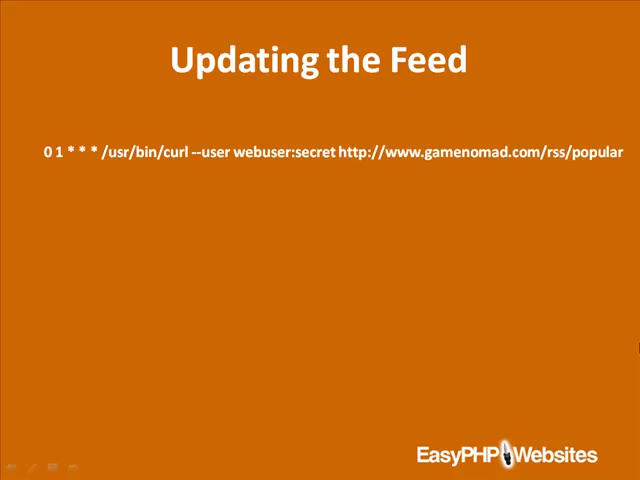 Updating the Feed
0 1 * * * /usr/bin/curl --user webuser:secret http://www.gamenomad.com/rss/popular
EasyPHP Websites